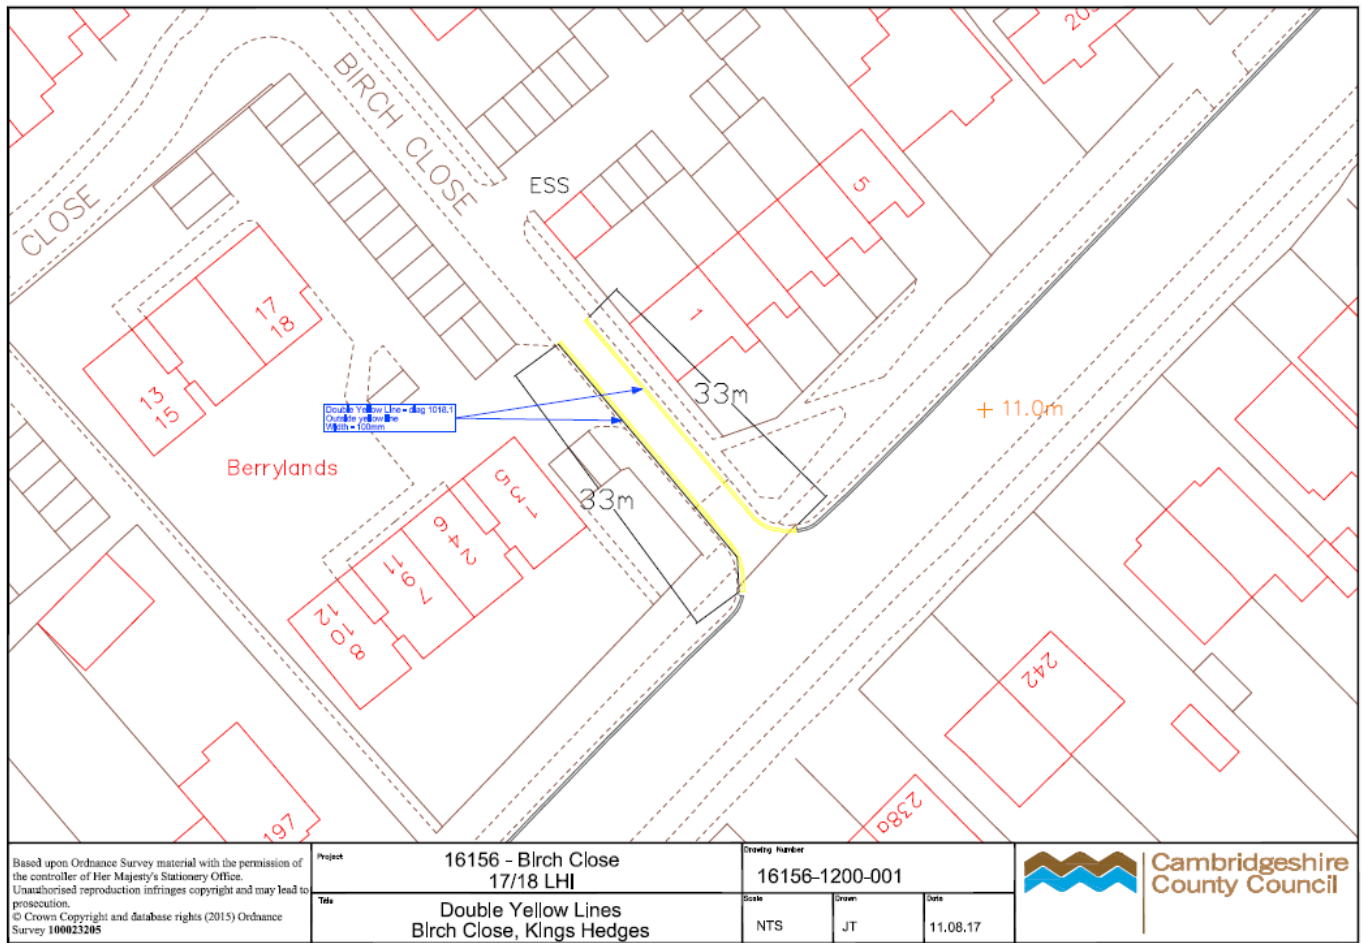 205
BIRCH CLOSE
CLOSE
ESS
5
1
17
18
13
15
33m
33m
11.0m
Double Yellow Line - diag 1018.1
Outside yellow line
Width - 100mm
Berrylands
5 3 1
6 4 2
11 9 7
12 10 8
242
238a
197
Based upon Ordnance Survey material with the permission of
the controller of Her Majesty's Stationery Office.
Unauthorised reproduction infringes copyright and may lead to
prosecution.
© Crown Copyright and database rights (2015) Ordnance
Survey 100023205
Project
16156 - Birch Close
17/18 LHI
Title
Double Yellow Lines
Birch Close, Kings Hedges
Drawing Number
16156-1200-001
Scale
NTS
Drawn
JT
Date
11.08.17
Cambridgeshire
County Council